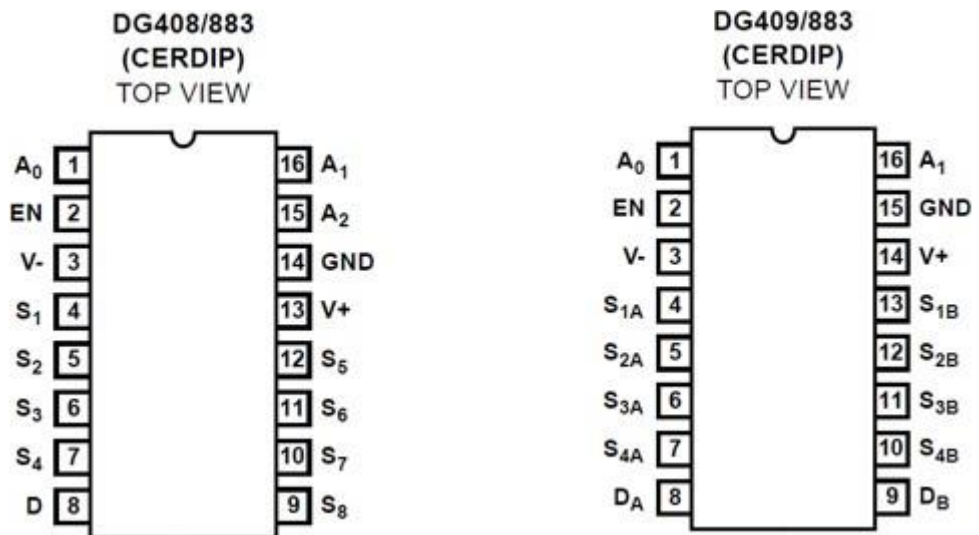 DG408/883
(CERDIP)
TOP VIEW
A0 1 16 A1
EN 2 15 A2
V- 3 14 GND
S1 4 13 V+
S2 5 12 S5
S3 6 11 S6
S4 7 10 S7
D 8 9 S8
DG409/883
(CERDIP)
TOP VIEW
A0 1 16 A1
EN 2 15 GND
V- 3 14 V+
S1A 4 13 S1B
S2A 5 12 S2B
S3A 6 11 S3B
S4A 7 10 S4B
DA 8 9 DB